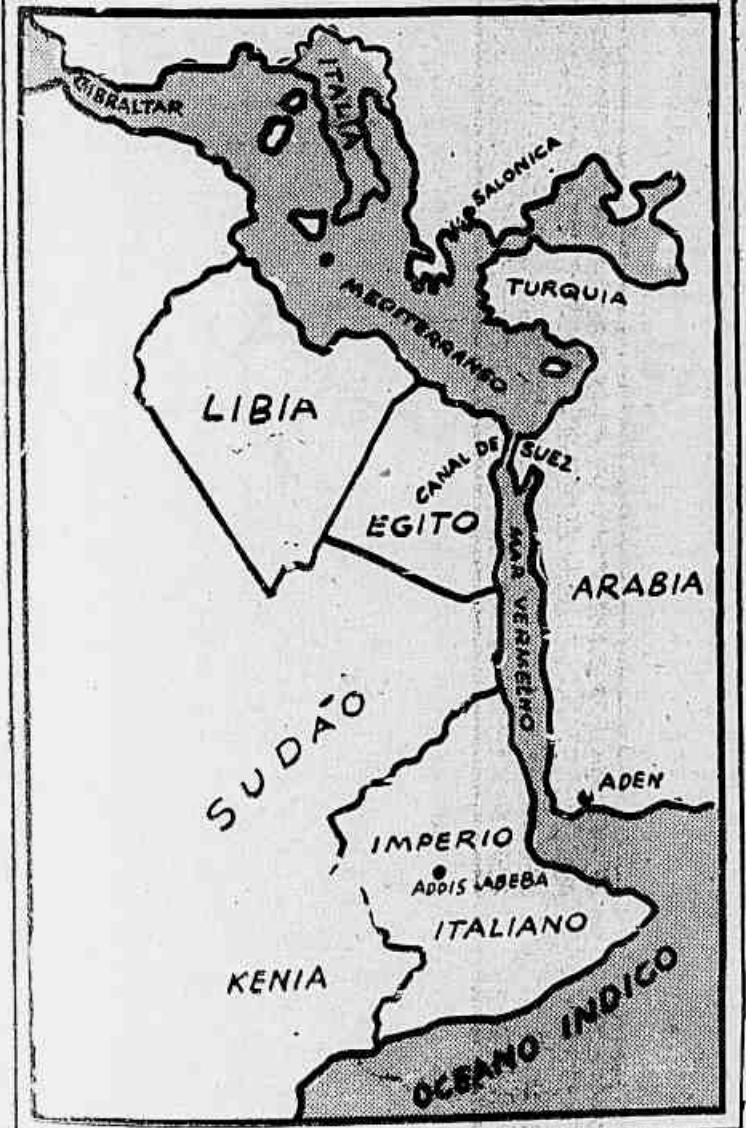 GIBRALTAR
ITALIA
SALONICA
TURQUIA
MEDITERRANEO
LIBIA
CANAL DE SUEZ
EGITO
MAR VERMELHO
ARABIA
SUDÃO
ADEN
IMPERIO
ADDIS ABEBA
ITALIANO
KENIA
OCEANO INDICO